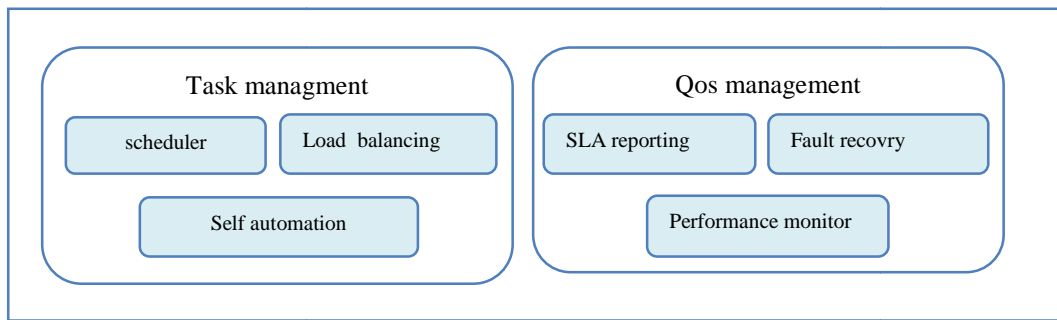 Task managment
scheduler
Load balancing
Self automation
Qos management
SLA reporting
Fault recovry
Performance monitor